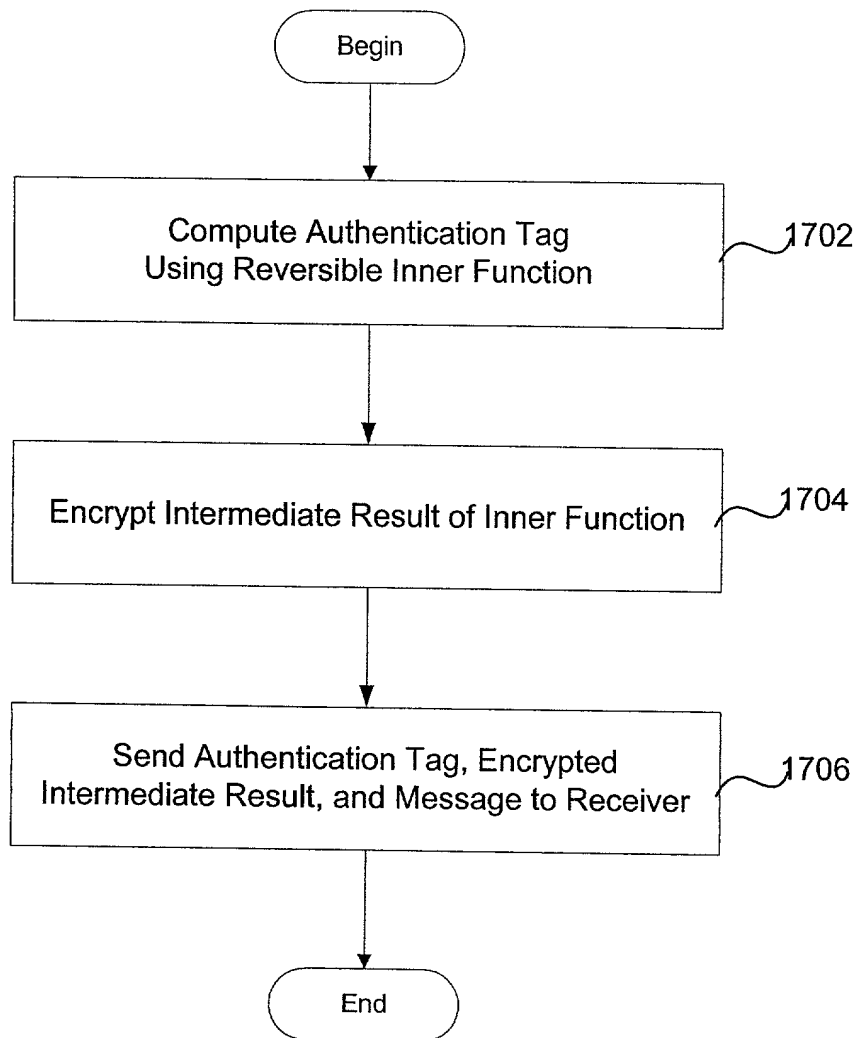 Begin
Compute Authentication Tag
Using Reversible Inner Function
1702
Encrypt Intermediate Result of Inner Function
1704
Send Authentication Tag, Encrypted
Intermediate Result, and Message to Receiver
1706
End